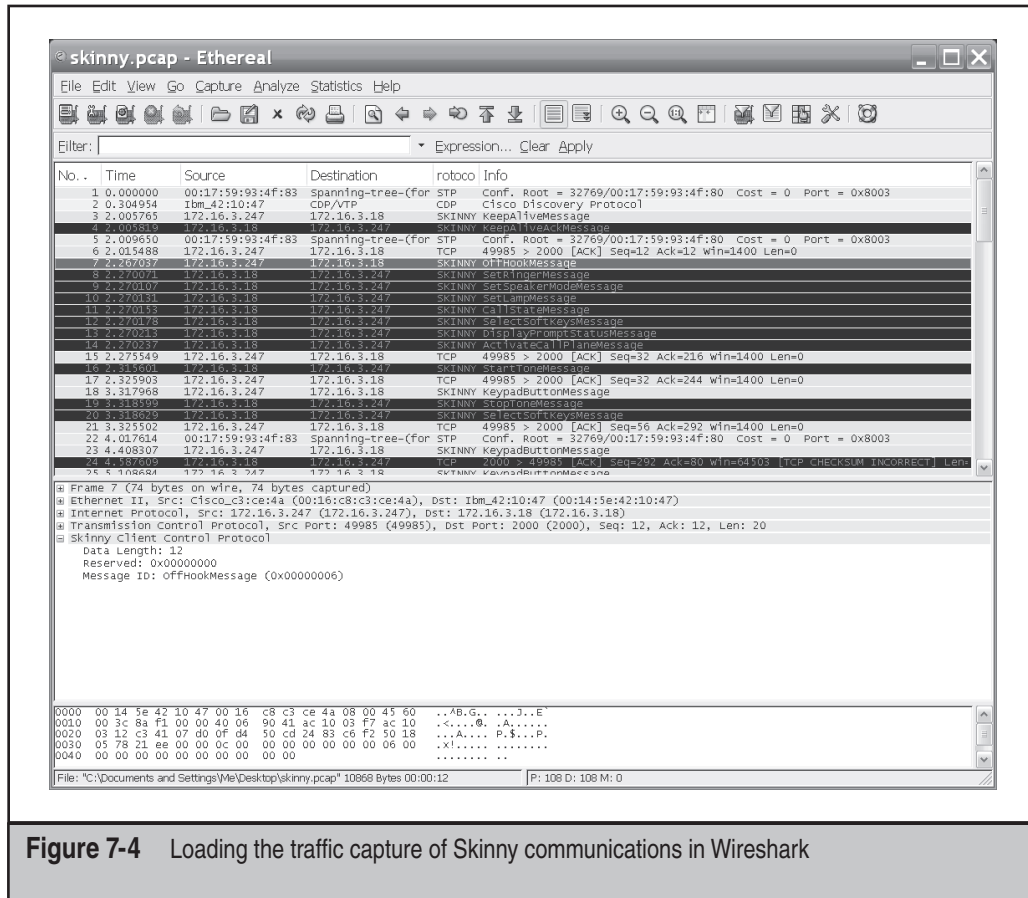 skinny.pcap - Ethereal
File Edit View Go Capture Analyze Statistics Help
Filter: Expression... Clear Apply
No. . Time Source Destination rotoco Info
1 0.000000 00:17:59:93:4f:83 Spanning-tree-(for STP Conf. Root = 32769/00:17:59:93:4f:80 Cost = 0 Port = 0x8003
2 0.304954 Ibm_42:10:47 CDP/VTP CDP Cisco Discovery Protocol
3 2.005765 172.16.3.247 172.16.3.18 SKINNY KeepAliveMessage
4 2.005819 172.16.3.18 172.16.3.247 SKINNY KeepAliveAckMessage
5 2.009650 00:17:59:93:4f:83 Spanning-tree-(for STP Conf. Root = 32769/00:17:59:93:4f:80 Cost = 0 Port = 0x8003
6 2.015488 172.16.3.247 172.16.3.18 TCP 49985 > 2000 [ACK] Seq=12 Ack=12 Win=1400 Len=0
7 2.267037 172.16.3.247 172.16.3.18 SKINNY OffHookMessage
8 2.270071 172.16.3.18 172.16.3.247 SKINNY SetRingerMessage
9 2.270107 172.16.3.18 172.16.3.247 SKINNY SetSpeakerModeMessage
10 2.270131 172.16.3.18 172.16.3.247 SKINNY SetLampMessage
11 2.270153 172.16.3.18 172.16.3.247 SKINNY CallStateMessage
12 2.270178 172.16.3.18 172.16.3.247 SKINNY SelectSoftKeysMessage
13 2.270213 172.16.3.18 172.16.3.247 SKINNY DisplayPromptStatusMessage
14 2.270237 172.16.3.18 172.16.3.247 SKINNY ActivateCallPlaneMessage
15 2.275549 172.16.3.247 172.16.3.18 TCP 49985 > 2000 [ACK] Seq=32 Ack=216 Win=1400 Len=0
16 2.315601 172.16.3.18 172.16.3.247 SKINNY StartToneMessage
17 2.325903 172.16.3.247 172.16.3.18 TCP 49985 > 2000 [ACK] Seq=32 Ack=244 Win=1400 Len=0
18 3.317968 172.16.3.247 172.16.3.18 SKINNY KeypadButtonMessage
19 3.318599 172.16.3.18 172.16.3.247 SKINNY StopToneMessage
20 3.318629 172.16.3.18 172.16.3.247 SKINNY SelectSoftKeysMessage
21 3.325502 172.16.3.247 172.16.3.18 TCP 49985 > 2000 [ACK] Seq=56 Ack=292 Win=1400 Len=0
22 4.017614 00:17:59:93:4f:83 Spanning-tree-(for STP Conf. Root = 32769/00:17:59:93:4f:80 Cost = 0 Port = 0x8003
23 4.408307 172.16.3.247 172.16.3.18 SKINNY KeypadButtonMessage
24 4.587609 172.16.3.18 172.16.3.247 TCP 2000 > 49985 [ACK] Seq=292 Ack=80 Win=64503 [TCP CHECKSUM INCORRECT] Len=
25 5.108684 172.16.3.247 172.16.3.18 SKINNY KeypadButtonMessage
Frame 7 (74 bytes on wire, 74 bytes captured)
Ethernet II, Src: Cisco_c3:ce:4a (00:16:c8:c3:ce:4a), Dst: Ibm_42:10:47 (00:14:5e:42:10:47)
Internet Protocol, Src: 172.16.3.247 (172.16.3.247), Dst: 172.16.3.18 (172.16.3.18)
Transmission Control Protocol, Src Port: 49985 (49985), Dst Port: 2000 (2000), Seq: 12, Ack: 12, Len: 20
Skinny Client Control Protocol
Data Length: 12
Reserved: 0x00000000
Message ID: OffHookMessage (0x00000006)
0000 00 14 5e 42 10 47 00 16 c8 c3 ce 4a 08 00 45 60 ..^B.G.. ...J..E`
0010 00 3c 8a f1 00 00 40 06 90 41 ac 10 03 f7 ac 10 .<....@. .A......
0020 03 12 c3 41 07 d0 0f d4 50 cd 24 83 c6 f2 50 18 ...A.... P.$...P.
0030 05 78 21 ee 00 00 0c 00 00 00 00 00 00 00 06 00 .x!..... ........
0040 00 00 00 00 00 00 00 00 00 00 ........ ..
File: "C:\Documents and Settings\Me\Desktop\skinny.pcap" 10868 Bytes 00:00:12 P: 108 D: 108 M: 0
Figure 7-4 Loading the traffic capture of Skinny communications in Wireshark